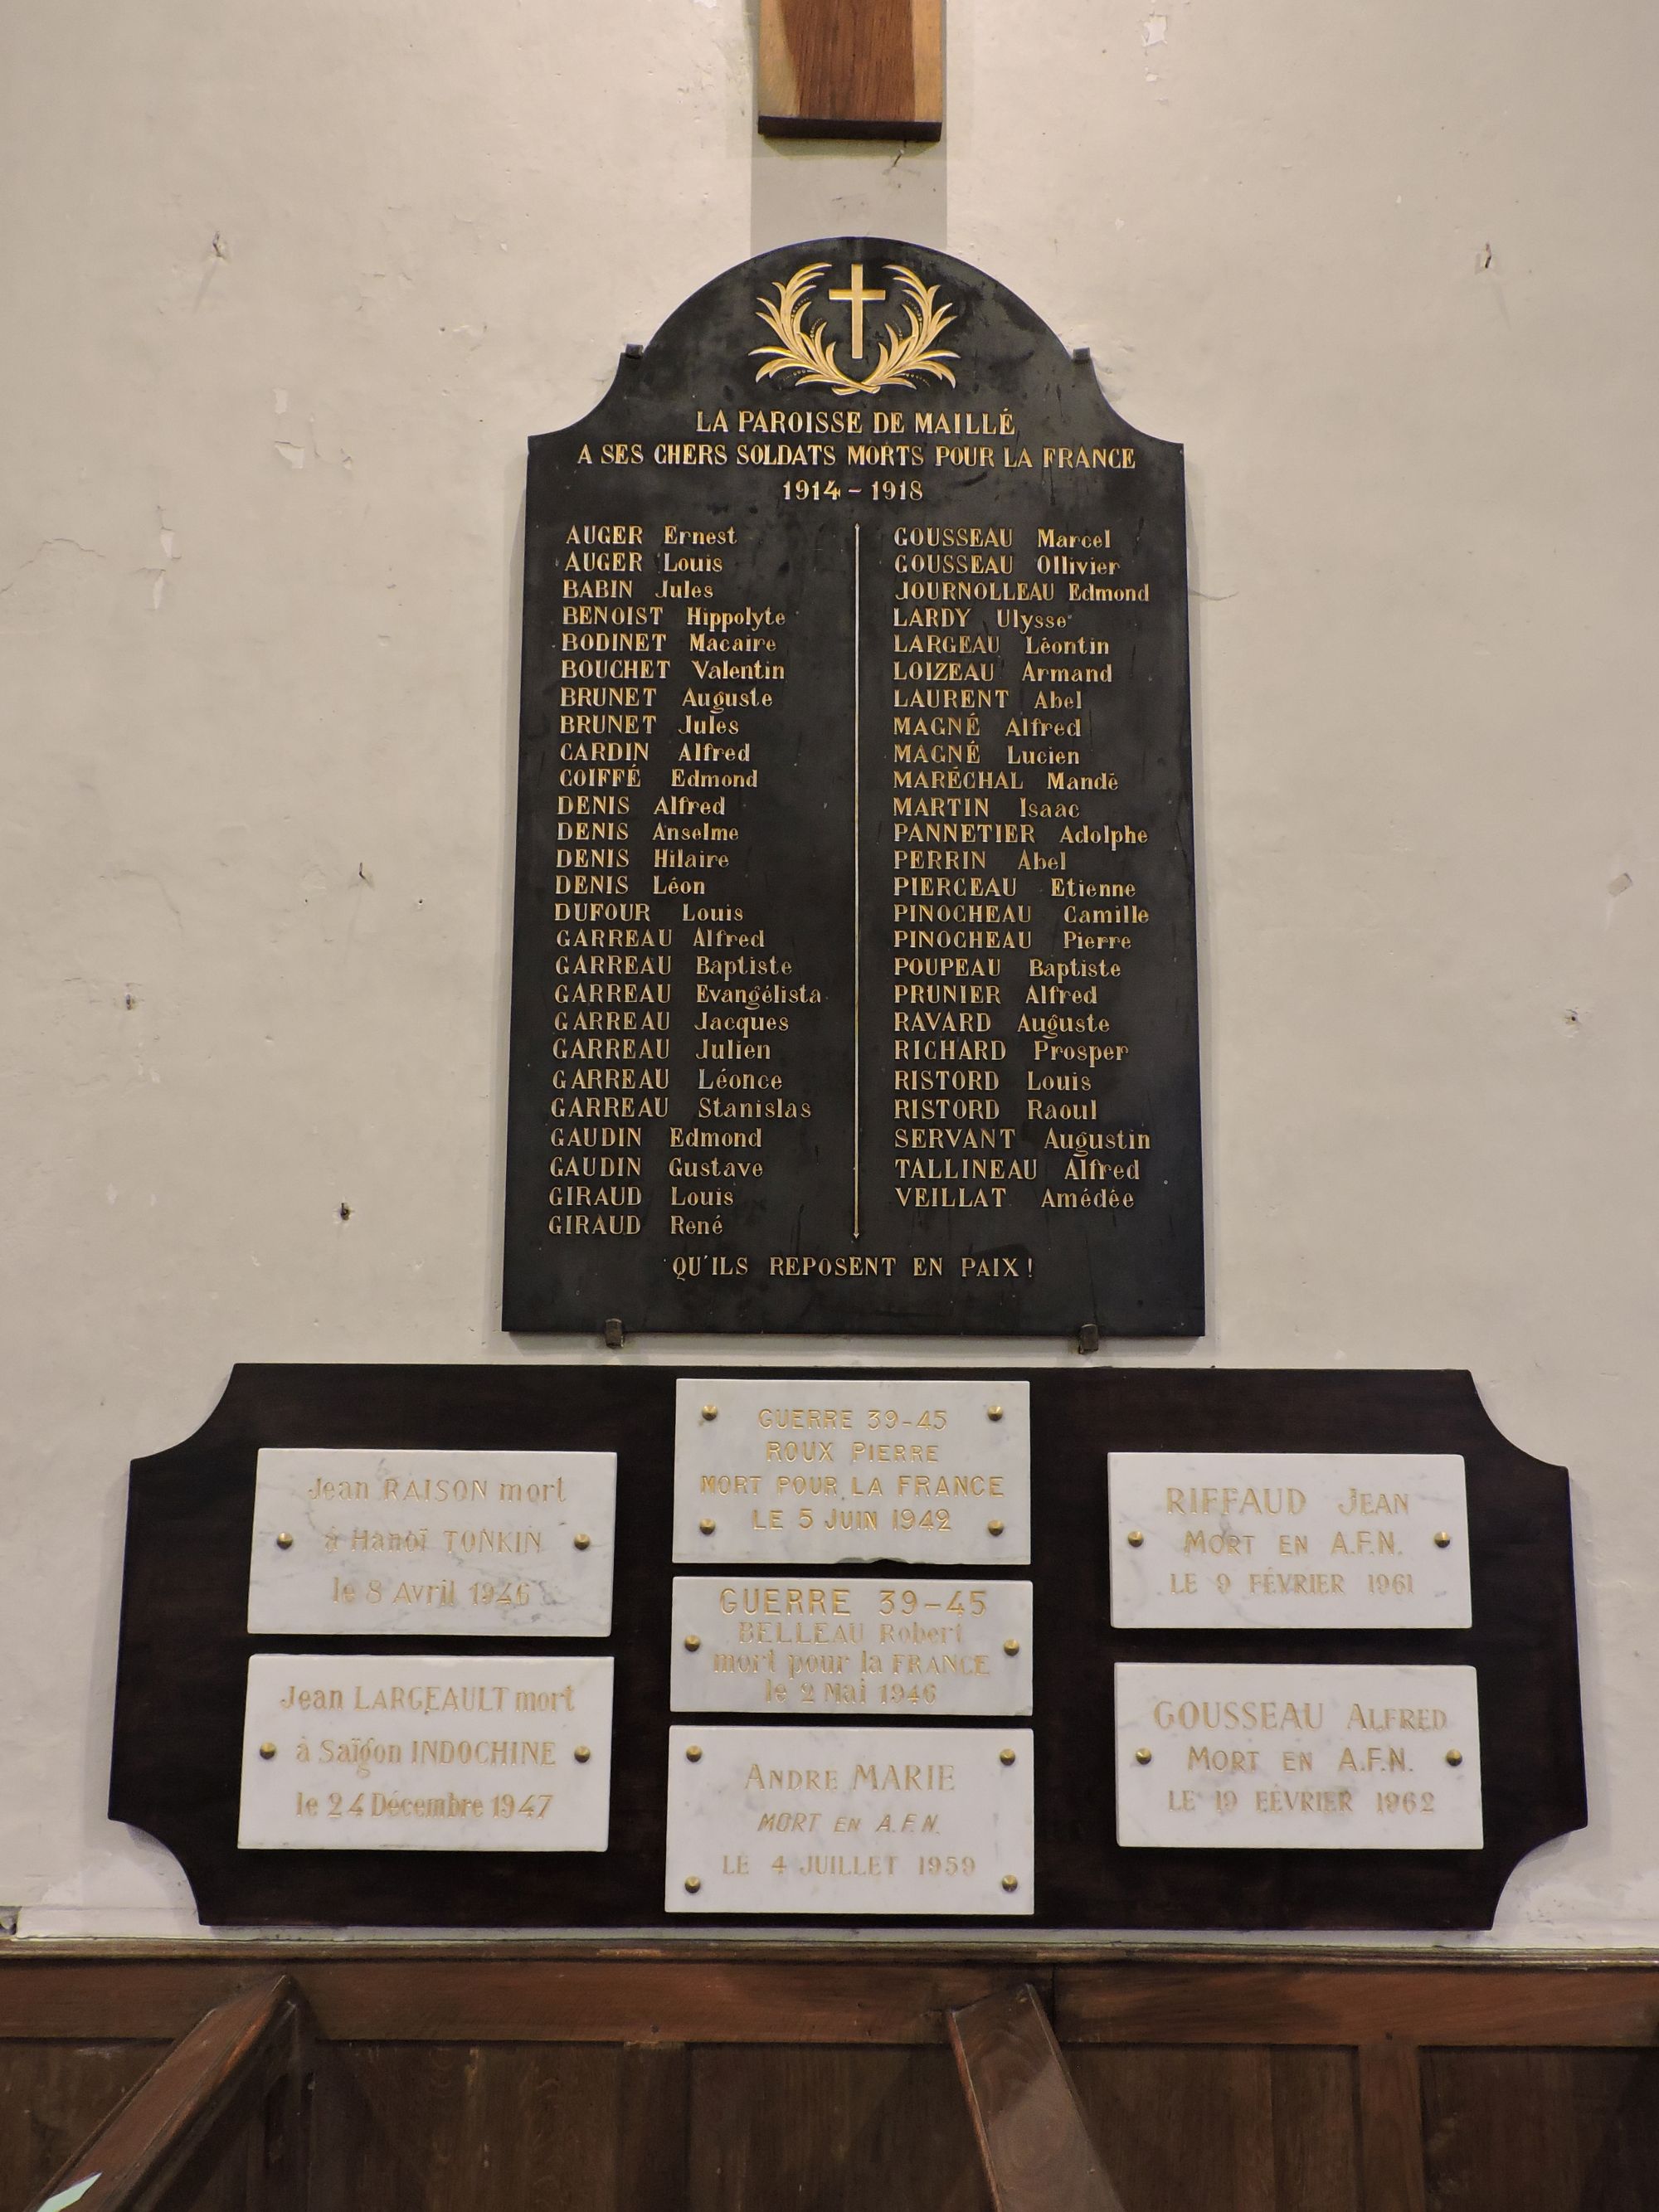 LA PAROISSE DE MAILLÉ
A SES CHERS SOLDATS MORTS POUR LA FRANCE
1914 - 1918
AUGER Ernest
AUGER Louis
BABIN Jules
BENOIST Hippolyte
BODINET Macaire
BOUCHET Valentin
BRUNET Auguste
BRUNET Jules
CARDIN Alfred
COIFFÉ Edmond
DENIS Alfred
DENIS Anselme
DENIS Hilaire
DENIS Léon
DUFOUR Louis
GARREAU Alfred
GARREAU Baptiste
GARREAU Evangélista
GARREAU Jacques
GARREAU Julien
GARREAU Léonce
GARREAU Stanislas
GAUDIN Edmond
GAUDIN Gustave
GIRAUD Louis
GIRAUD René
GOUSSEAU Marcel
GOUSSEAU Ollivier
JOURNOLLEAU Edmond
LARDY Ulysse
LARGEAU Léontin
LOIZEAU Armand
LAURENT Abel
MAGNÉ Alfred
MAGNÉ Lucien
MARÉCHAL Mandé
MARTIN Isaac
PANNETIER Adolphe
PERRIN Abel
PIERCEAU Etienne
PINOCHEAU Camille
PINOCHEAU Pierre
POUPEAU Baptiste
PRUNIER Alfred
RAVARD Auguste
RICHARD Prosper
RISTORD Louis
RISTORD Raoul
SERVANT Augustin
TALLINEAU Alfred
VEILLAT Amédée
QU'ILS REPOSENT EN PAIX !
Jean RAISON mort
à Hanoï TONKIN
le 8 Avril 1946
Jean LARGEAULT mort
à Saïgon INDOCHINE
le 24 Décembre 1947
GUERRE 39-45
ROUX PIERRE
MORT POUR LA FRANCE
LE 5 JUIN 1942
GUERRE 39-45
BELLEAU Robert
mort pour la FRANCE
le 2 Mai 1946
ANDRE MARIE
MORT EN A.F.N.
LE 4 JUILLET 1959
RIFFAUD JEAN
MORT EN A.F.N.
LE 9 FÉVRIER 1961
GOUSSEAU ALFRED
MORT EN A.F.N.
LE 19 FÉVRIER 1962